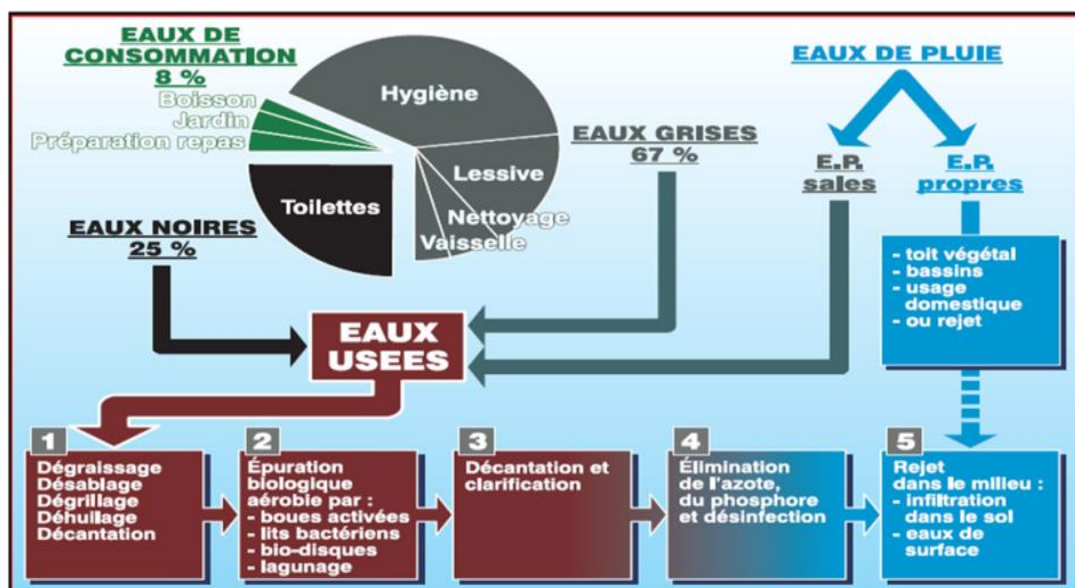 EAUX DE
CONSOMMATION
8 %
Boisson
Jardin
Préparation repas
Hygiène
Lessive
Nettoyage
Vaisselle
Toilettes
EAUX GRISES
67 %
EAUX NOIRES
25 %
EAUX DE PLUIE
E.P.
sales
E.P.
propres
- toit végétal
- bassins
- usage
domestique
- ou rejet
EAUX
USEES
1
Dégraissage
Désablage
Dégrillage
Déhuilage
Décantation
2
Épuration
biologique
aérobie par :
- boues activées
- lits bactériens
- bio-disques
- lagunage
3
Décantation et
clarification
4
Élimination
de l'azote,
du phosphore
et désinfection
5
Rejet
dans le milieu :
- infiltration
dans le sol
- eaux de
surface